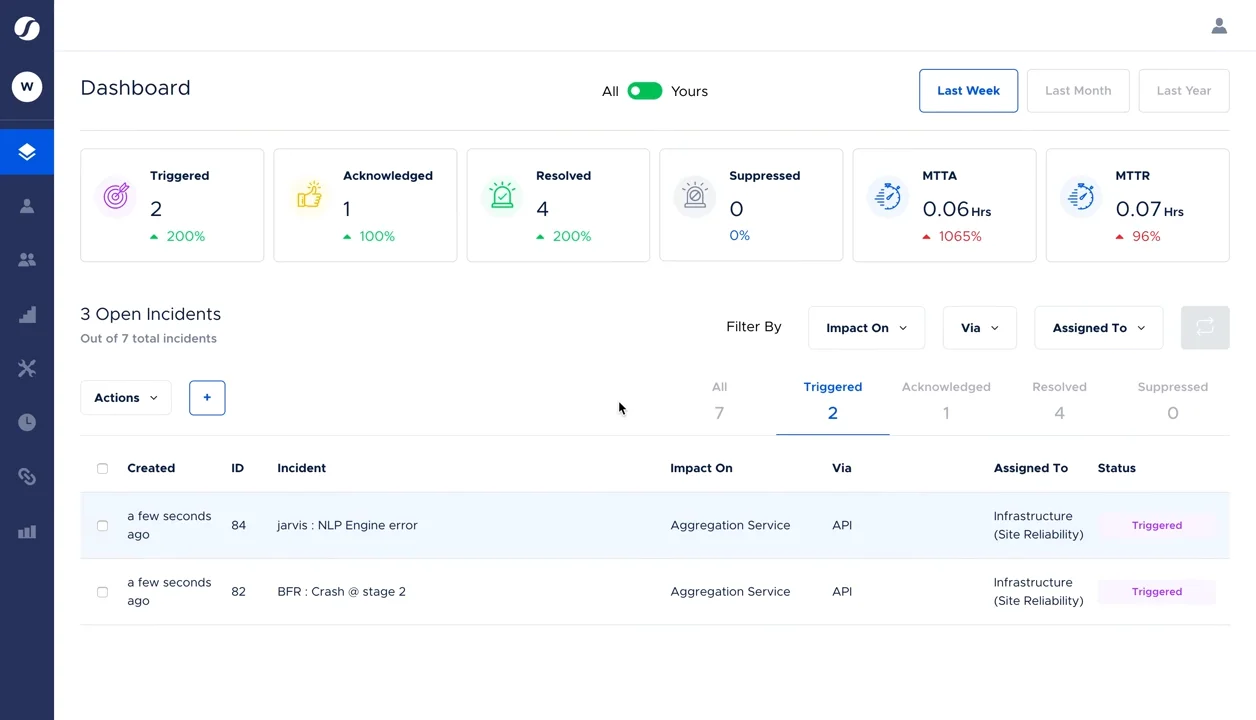 W
Dashboard
All Yours
Last Week Last Month Last Year
Triggered
2
200%
Acknowledged
1
100%
Resolved
4
200%
Suppressed
0
0%
MTTA
0.06 Hrs
1065%
MTTR
0.07 Hrs
96%
3 Open Incidents
Out of 7 total incidents
Filter By Impact On Via Assigned To
Actions +
All Triggered Acknowledged Resolved Suppressed
7 2 1 4 0
Created ID Incident Impact On Via Assigned To Status
a few seconds ago 84 jarvis : NLP Engine error Aggregation Service API Infrastructure (Site Reliability) Triggered
a few seconds ago 82 BFR : Crash @ stage 2 Aggregation Service API Infrastructure (Site Reliability) Triggered